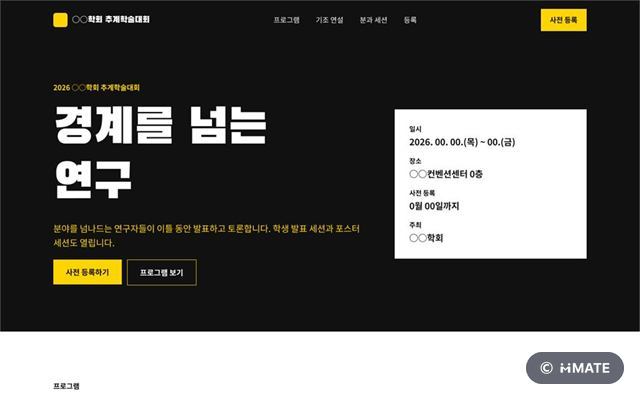 ○○학회 추계학술대회
프로그램
기조 연설
분과 세션
등록
사전 등록
2026 ○○학회 추계학술대회
경계를 넘는
연구
분야를 넘나드는 연구자들이 이틀 동안 발표하고 토론합니다. 학생 발표 세션과 포스터
세션도 열립니다.
사전 등록하기
프로그램 보기
일시
2026. 00. 00.(목) ~ 00.(금)
장소
○○컨벤션센터 0층
사전 등록
0월 00일까지
주최
○○학회
프로그램
© MMATE